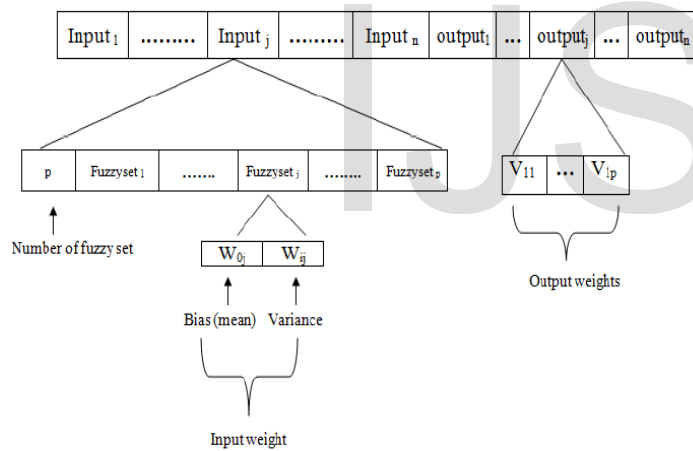 Input 1 ......... Input j ......... Input n output1 ... outputj ... outputn
p Fuzzyset 1 ....... Fuzzyset j ........ Fuzzyset p
V11 ... V1p
Number of fuzzy set
W0j Wij
Output weights
Bias (mean) Variance
Input weight
IJS